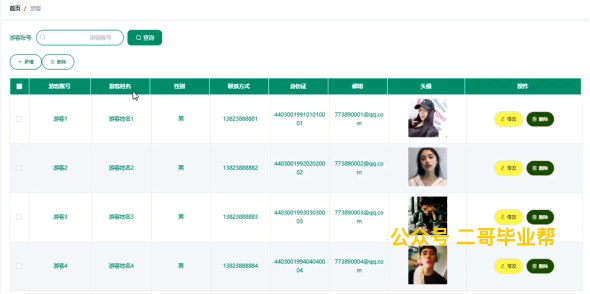 首页 / 游客
游客账号 游客账号 查询
+ 新增 删除
游客账号 游客姓名 性别 联系方式 身份证 邮箱 头像 操作
游客1 游客姓名1 男 13823888881 440300199101010001 773890001@qq.com 修改 删除
游客2 游客姓名2 男 13823888882 440300199202020002 773890002@qq.com 修改 删除
游客3 游客姓名3 男 13823888883 440300199303030003 773890003@qq.com 修改 删除
公众号 二哥毕业帮
游客4 游客姓名4 男 13823888884 440300199404040004 773890004@qq.com 修改 删除